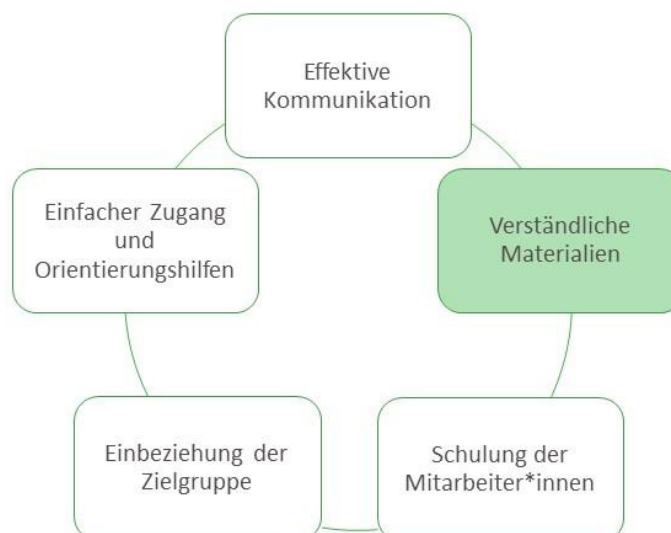 Effektive
Kommunikation
Einfacher Zugang
und
Orientierungshilfen
Verständliche
Materialien
Einbeziehung der
Zielgruppe
Schulung der
Mitarbeiter*innen